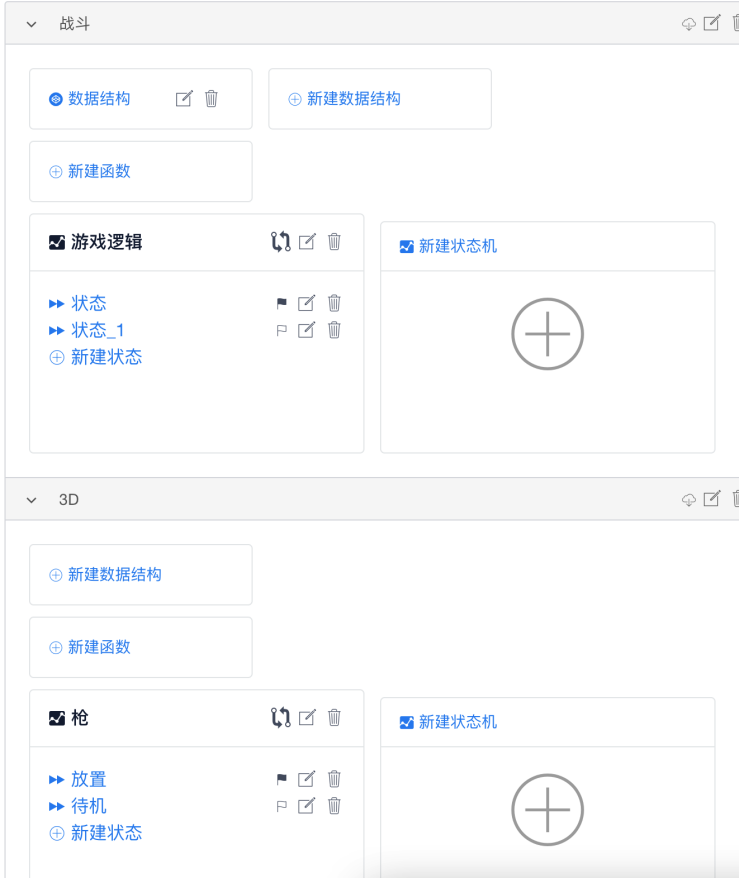 战斗
数据结构
新建数据结构
新建函数
游戏逻辑
新建状态机
状态
状态_1
新建状态
3D
新建数据结构
新建函数
枪
新建状态机
放置
待机
新建状态